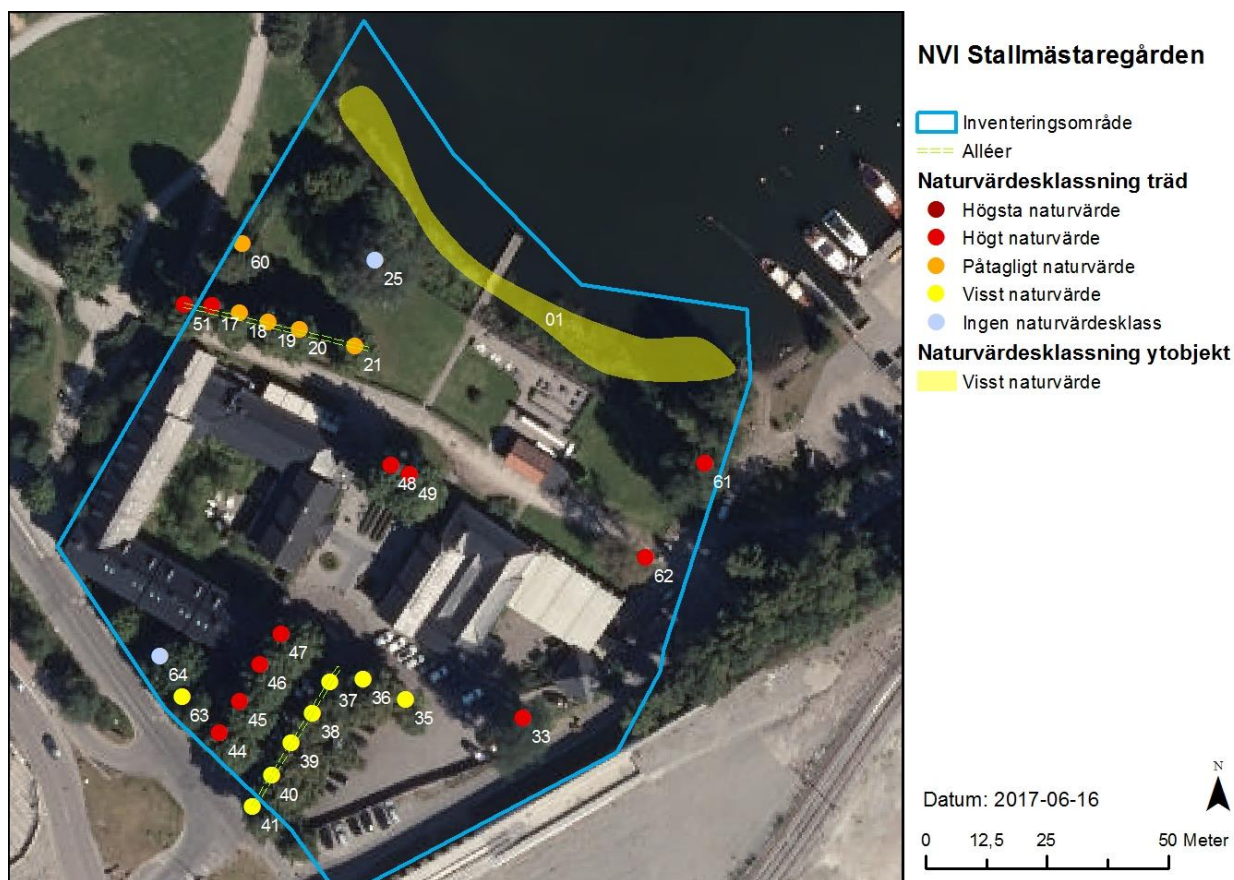 NVI Stallmästaregården
Inventeringsområde
Alléer
Naturvärdesklassning träd
Högsta naturvärde
Högt naturvärde
Påtagligt naturvärde
Visst naturvärde
Ingen naturvärdesklass
Naturvärdesklassning ytobjekt
Visst naturvärde
60
25
01
51 17 18 19 20 21
48 49
61
62
47
46
45
44
64
63
37 36 35
38
39
40
41
33
N
Datum: 2017-06-16
0 12,5 25 50 Meter